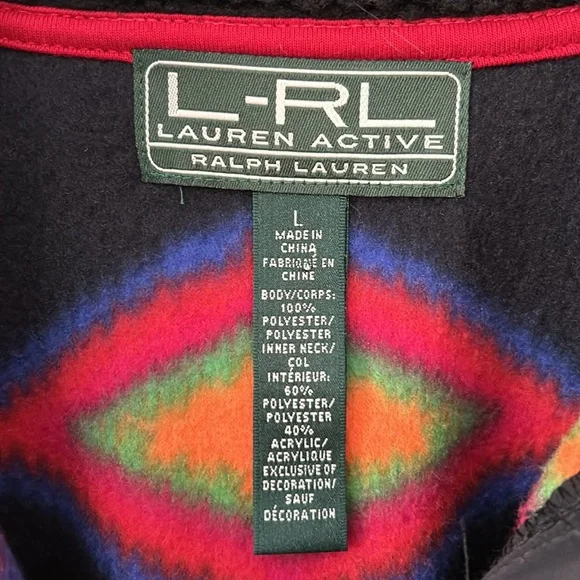 L-RL
LAUREN ACTIVE
RALPH LAUREN
L
MADE IN
CHINA
FABRIQUÉ EN
CHINE
BODY/CORPS:
100%
POLYESTER/
POLYESTER
INNER NECK/
COL
INTÉRIEUR:
60%
POLYESTER/
POLYESTER
40%
ACRYLIC/
ACRYLIQUE
EXCLUSIVE OF
DECORATION/
SAUF
DÉCORATION